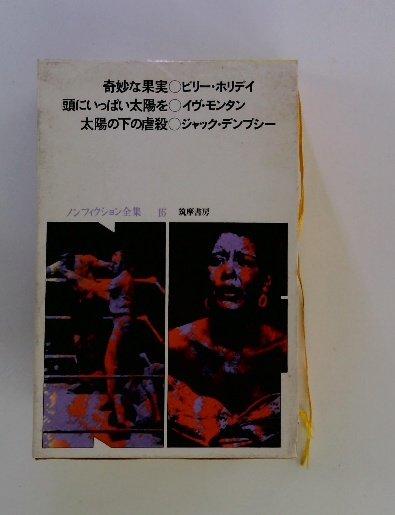 奇妙な果実○ビリー・ホリデイ
頭にいっぱい太陽を○イヴ・モンタン
太陽の下の虐殺○ジャック・デンプシー
ノンフィクション全集 16 筑摩書房